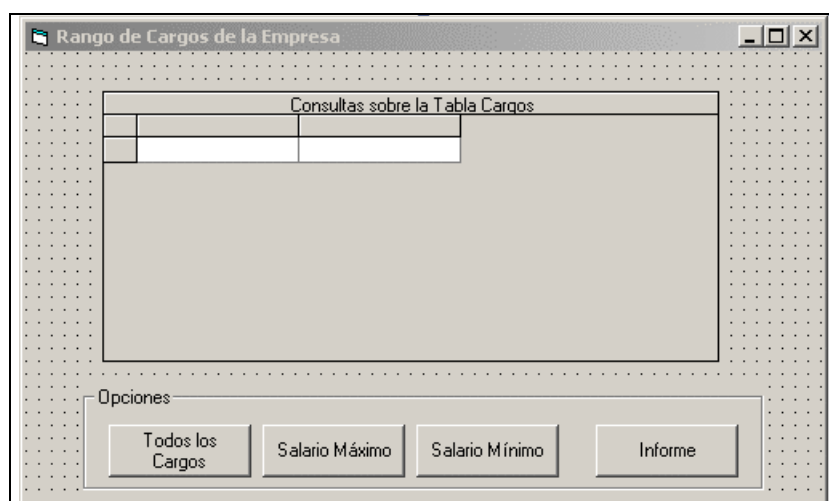 Rango de Cargos de la Empresa
Consultas sobre la Tabla Cargos
Opciones
Todos los
Cargos
Salario Máximo
Salario Mínimo
Informe